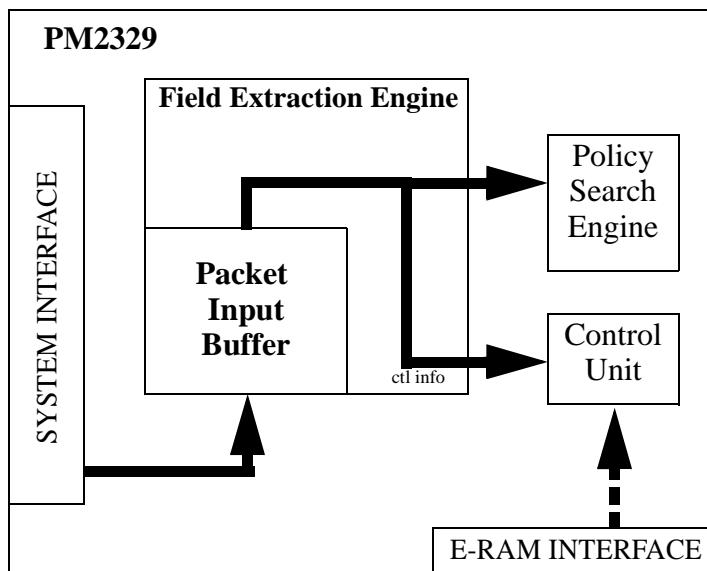 PM2329
Field Extraction Engine
SYSTEM INTERFACE
Policy
Search
Engine
Packet
Input
Buffer
Control
Unit
ctl info
E-RAM INTERFACE